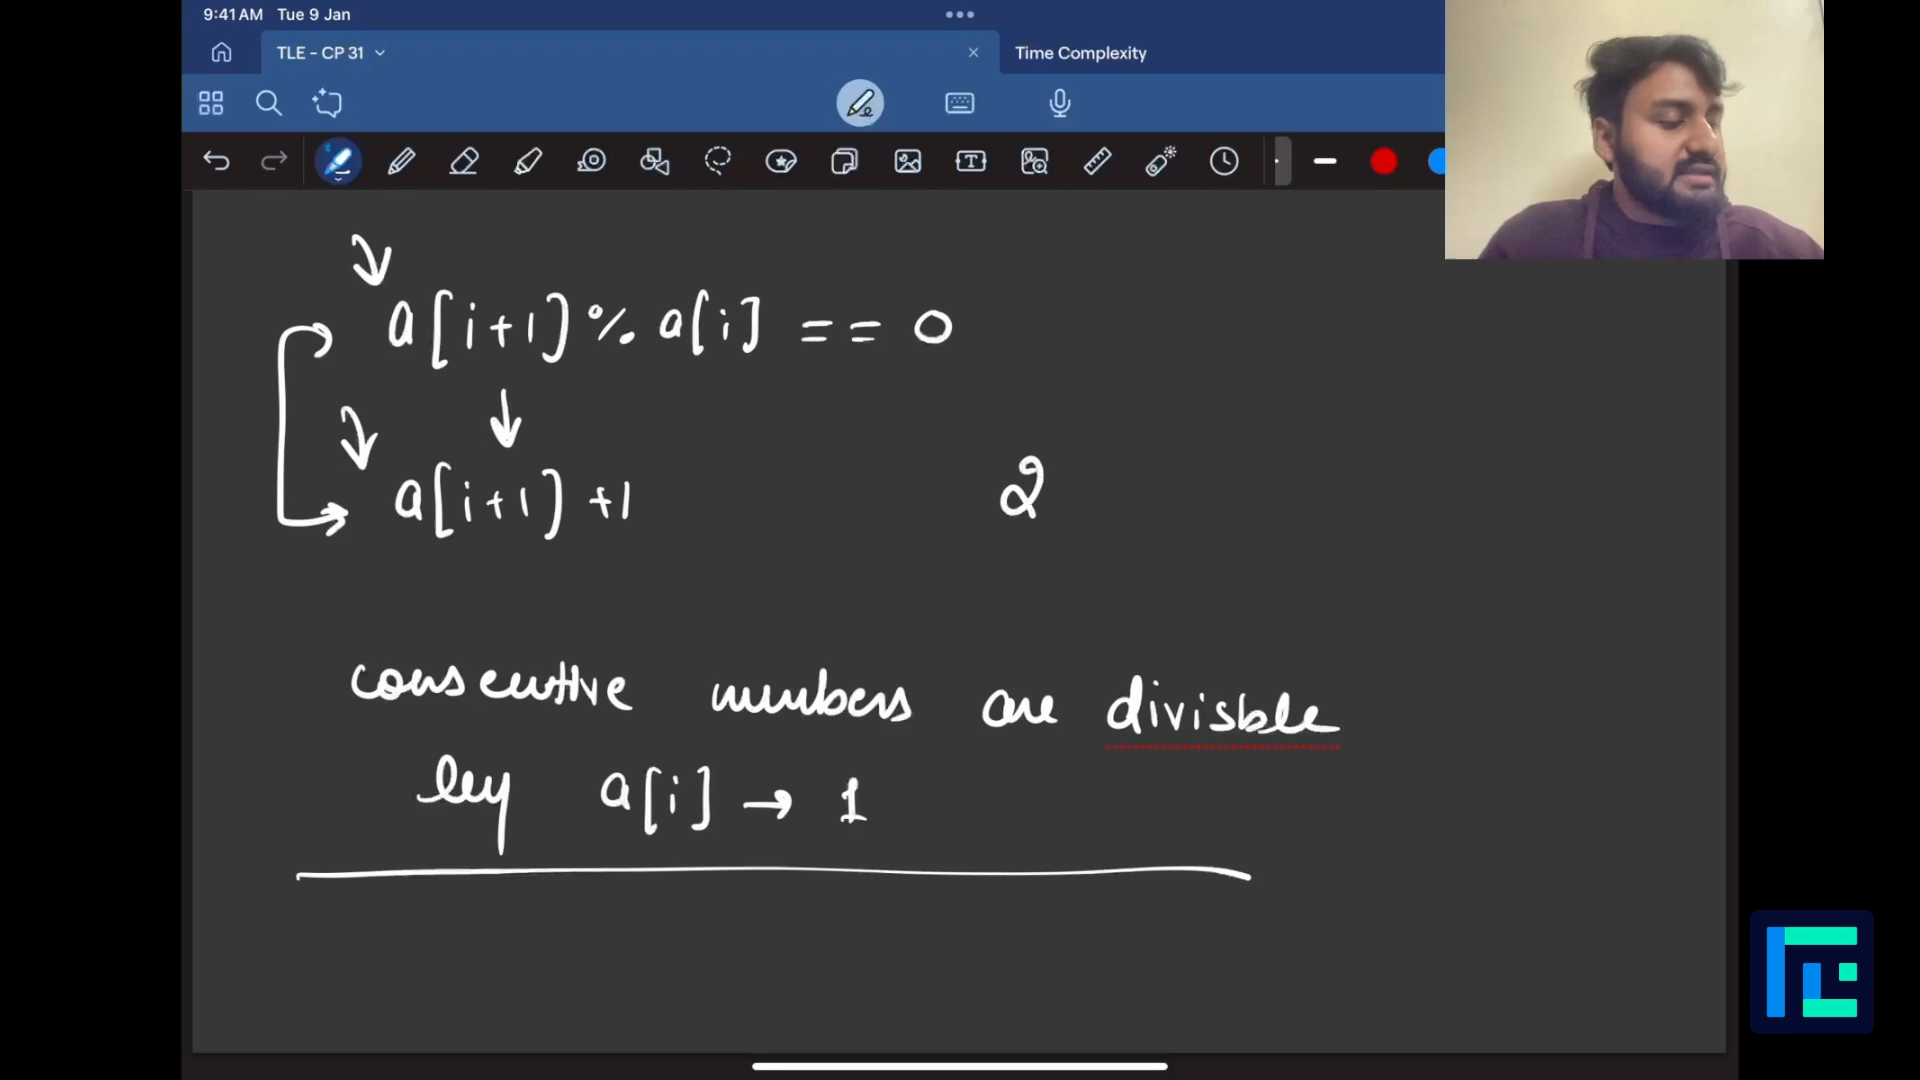 9:41 AM Tue 9 Jan
TLE - CP 31
Time Complexity
a[i+1] % a[i] == 0
a[i+1] +1
2
consecutive numbers are divisble
a[i] → 1